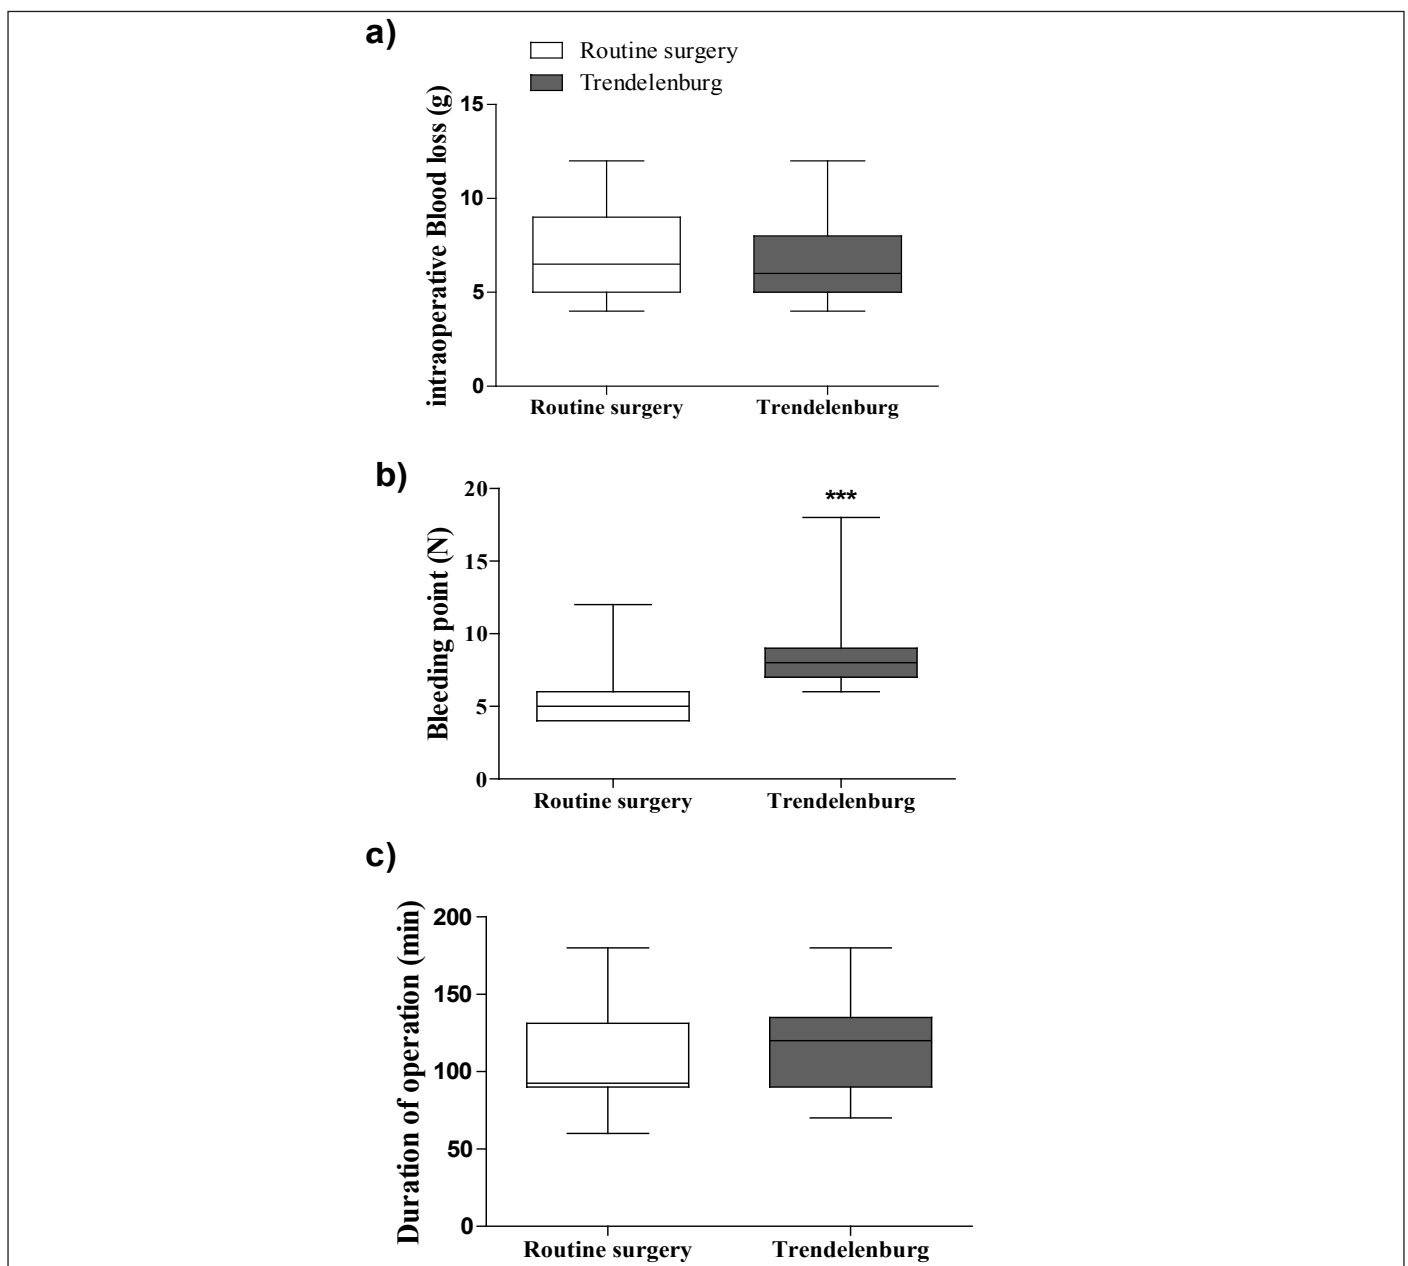 a)
Routine surgery
Trendelenburg
intraoperative Blood loss (g)
15
10
5
0
Routine surgery
Trendelenburg
b)
Bleeding point (N)
20
15
10
5
0
***
Routine surgery
Trendelenburg
c)
Duration of operation (min)
200
150
100
50
0
Routine surgery
Trendelenburg